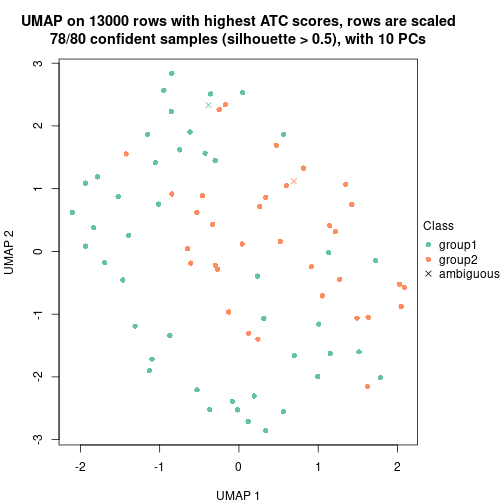 UMAP on 13000 rows with highest ATC scores, rows are scaled
78/80 confident samples (silhouette > 0.5), with 10 PCs
3
2
1
0
-1
-2
-3
UMAP 2
-2
-1
0
1
2
UMAP 1
Class
group1
group2
ambiguous